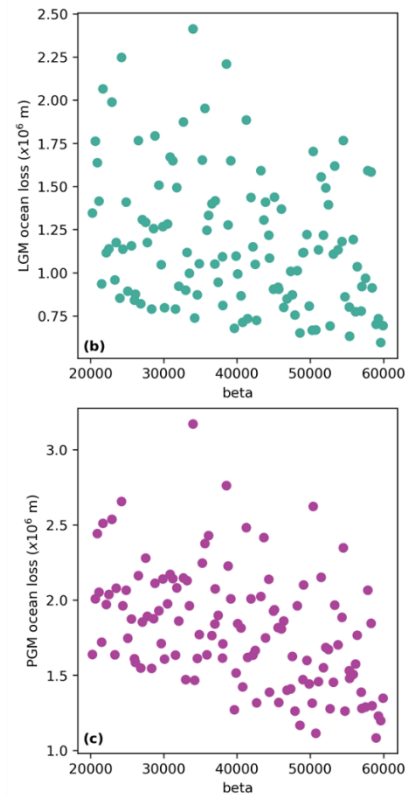 2.50
2.25
2.00
1.75
1.50
1.25
1.00
0.75
LGM ocean loss (x10⁶ m)
(b)
20000 30000 40000 50000 60000
beta
3.0
2.5
2.0
1.5
1.0
PGM ocean loss (x10⁶ m)
(c)
20000 30000 40000 50000 60000
beta